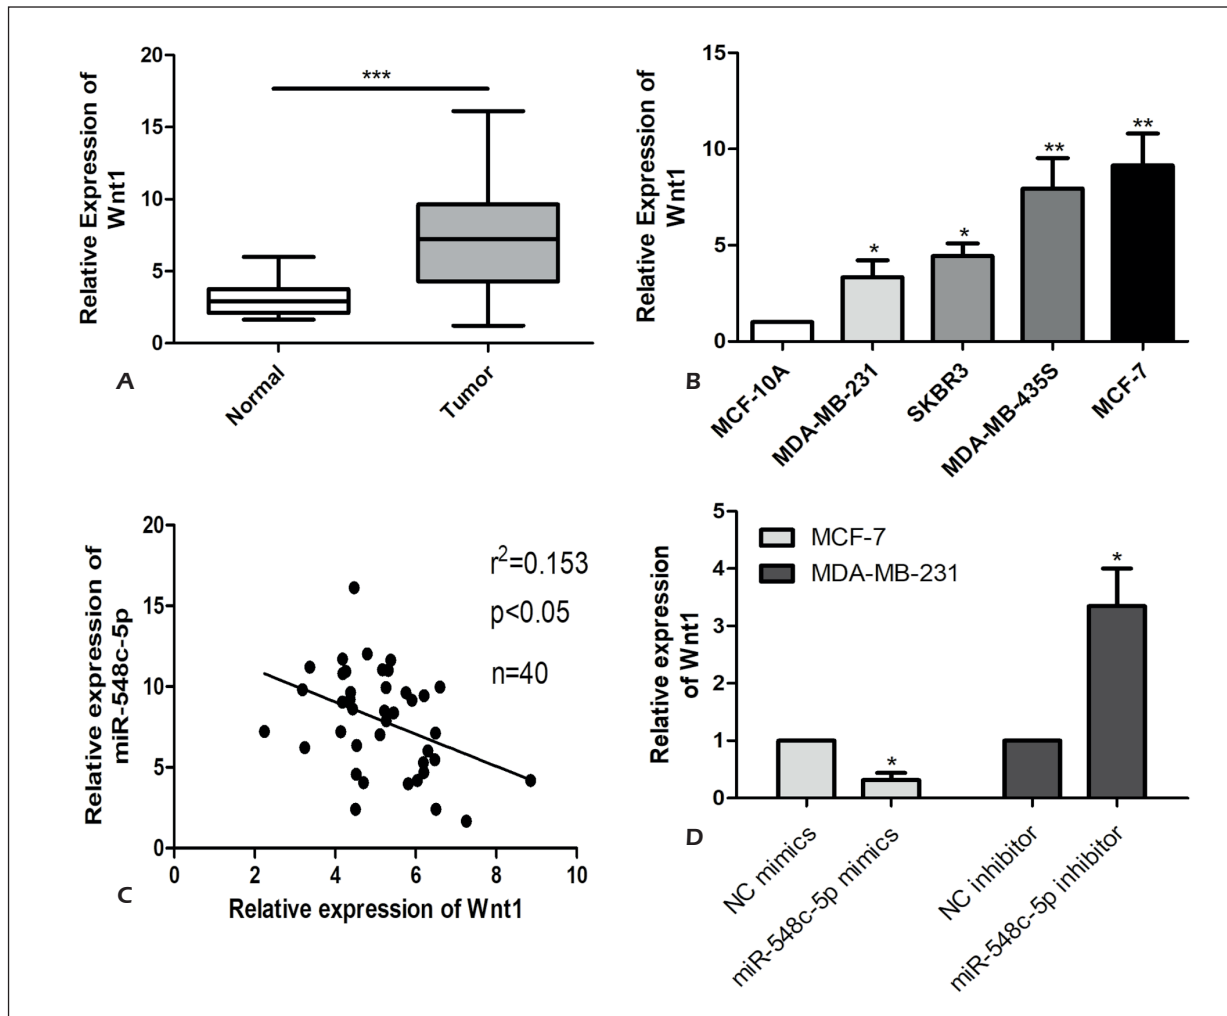 Relative Expression of
Wnt1
20
15
10
5
0
***
Normal
Tumor
A
Relative Expression of
Wnt1
15
10
5
0
*
*
**
**
MCF-10A
MDA-MB-231
SKBR3
MDA-MB-435S
MCF-7
B
Relative expression of
miR-548c-5p
20
15
10
5
0
r²=0.153
p<0.05
n=40
0 2 4 6 8 10
Relative expression of Wnt1
C
Relative expression
of Wnt1
5
4
3
2
1
0
MCF-7
MDA-MB-231
*
*
NC mimics
miR-548c-5p mimics
NC inhibitor
miR-548c-5p inhibitor
D